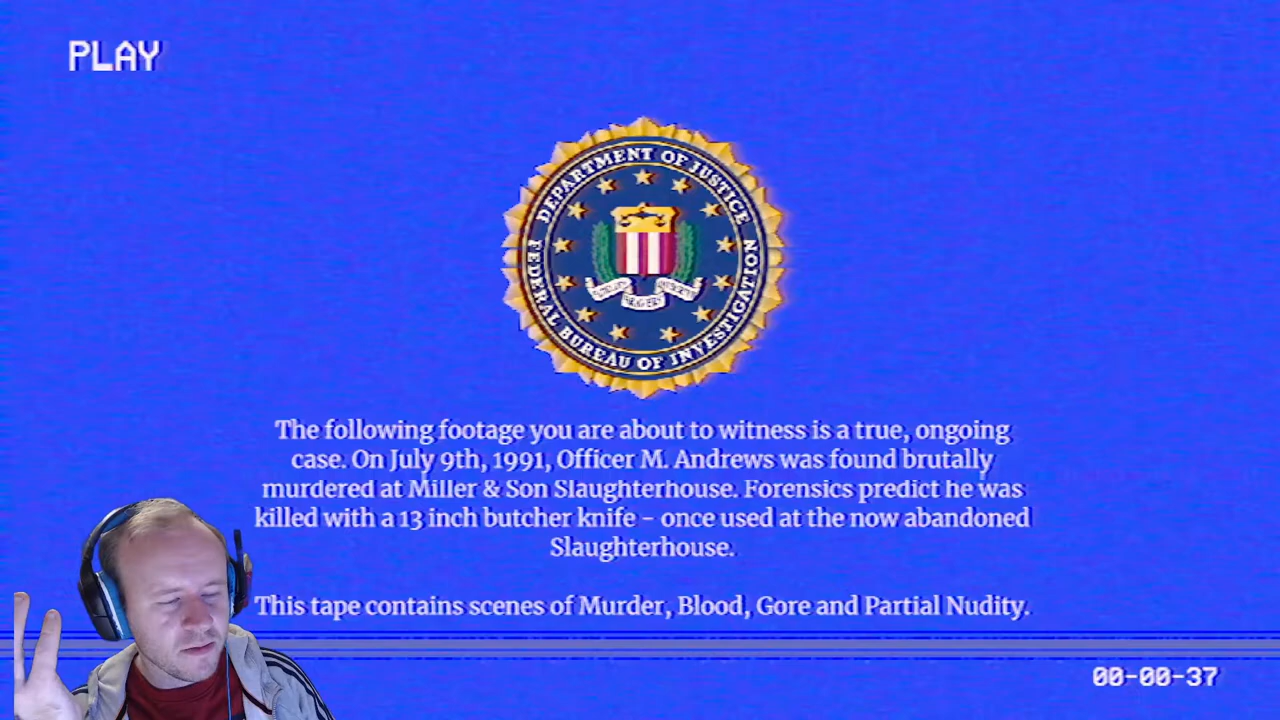 PLAY
DEPARTMENT OF JUSTICE
FEDERAL BUREAU OF INVESTIGATION
The following footage you are about to witness is a true, ongoing
case. On July 9th, 1991, Officer M. Andrews was found brutally
murdered at Miller & Son Slaughterhouse. Forensics predict he was
killed with a 13 inch butcher knife - once used at the now abandoned
Slaughterhouse.
This tape contains scenes of Murder, Blood, Gore and Partial Nudity.
00-00-37